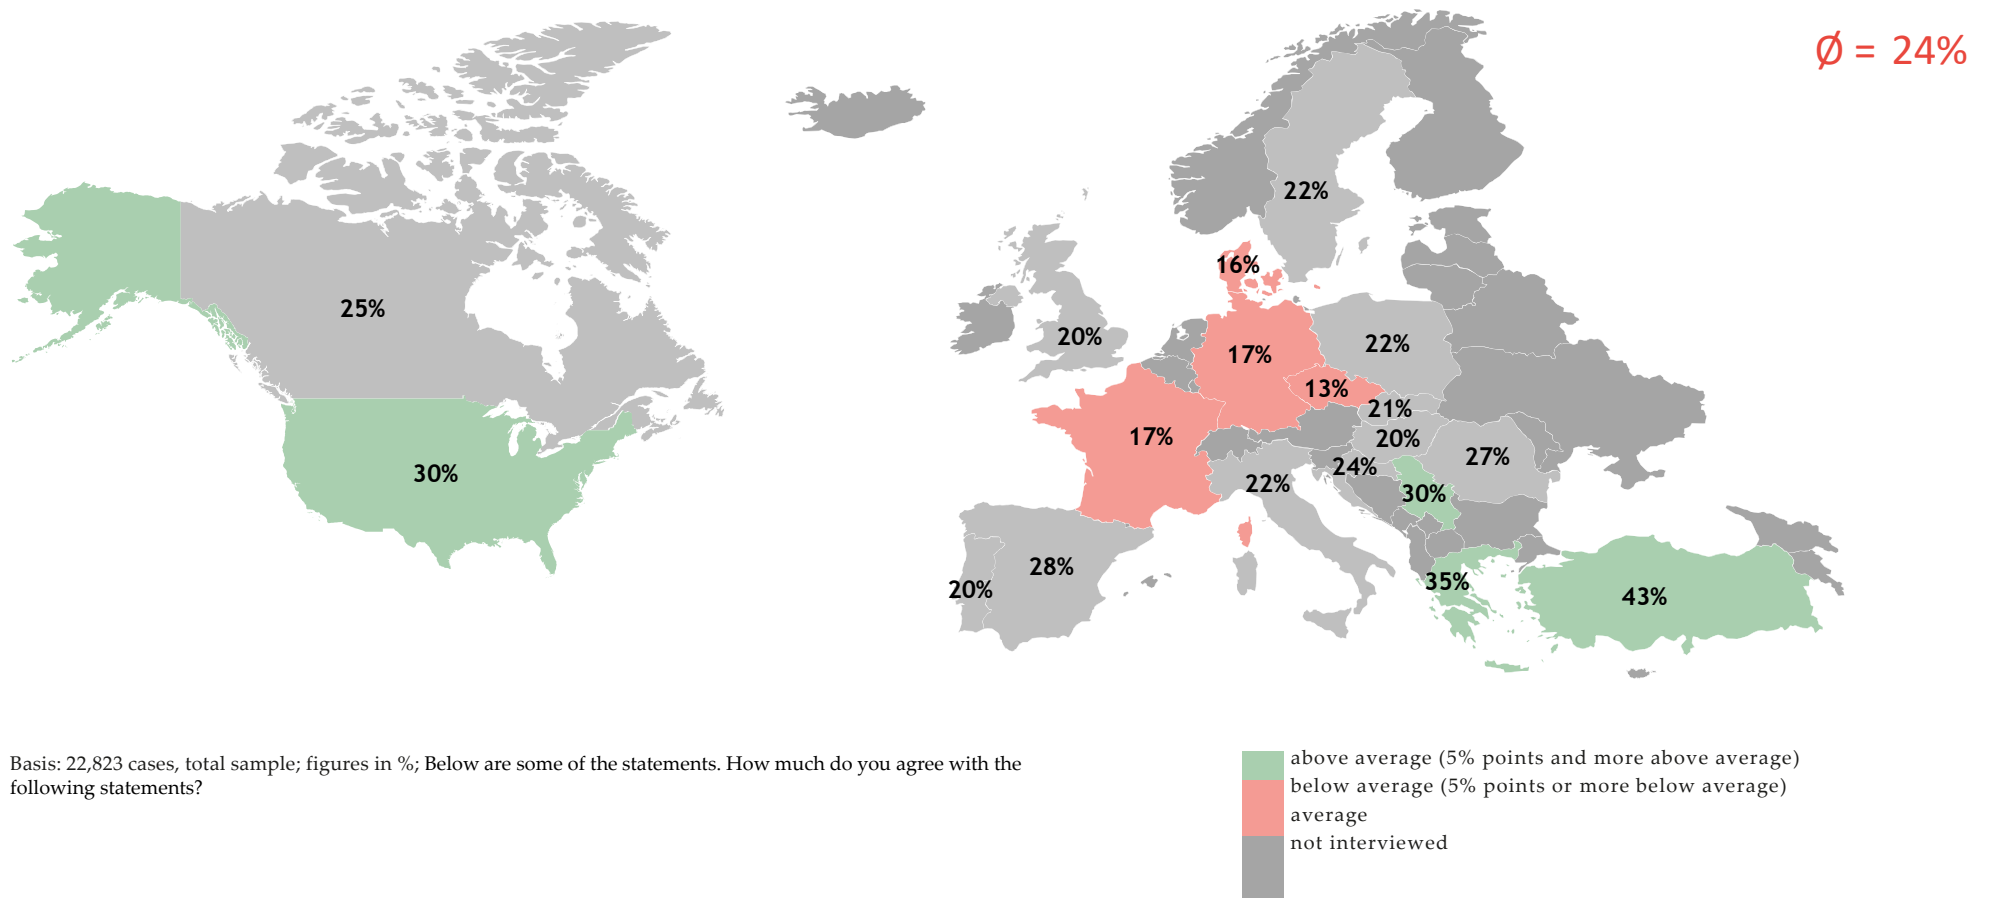 Ø = 24%
22%
16%
25%
20%
22%
17%
13%
21%
17%
20%
27%
24%
30%
22%
30%
28%
35%
20%
43%
Basis: 22,823 cases, total sample; figures in %; Below are some of the statements. How much do you agree with the
following statements?
above average (5% points and more above average)
below average (5% points or more below average)
average
not interviewed